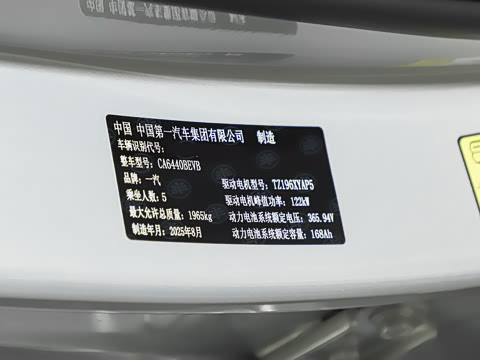 中国 中国第一汽车集团有限公司 制造
车辆识别代号:
整车型号: CA6440BEVB
品牌: 一汽 驱动电机型号: TZ196XYAP5
乘坐人数: 5 驱动电机峰值功率: 122kW
最大允许总质量: 1965kg 动力电池系统额定电压: 365.94V
制造年月: 2025年8月 动力电池系统额定容量: 168Ah